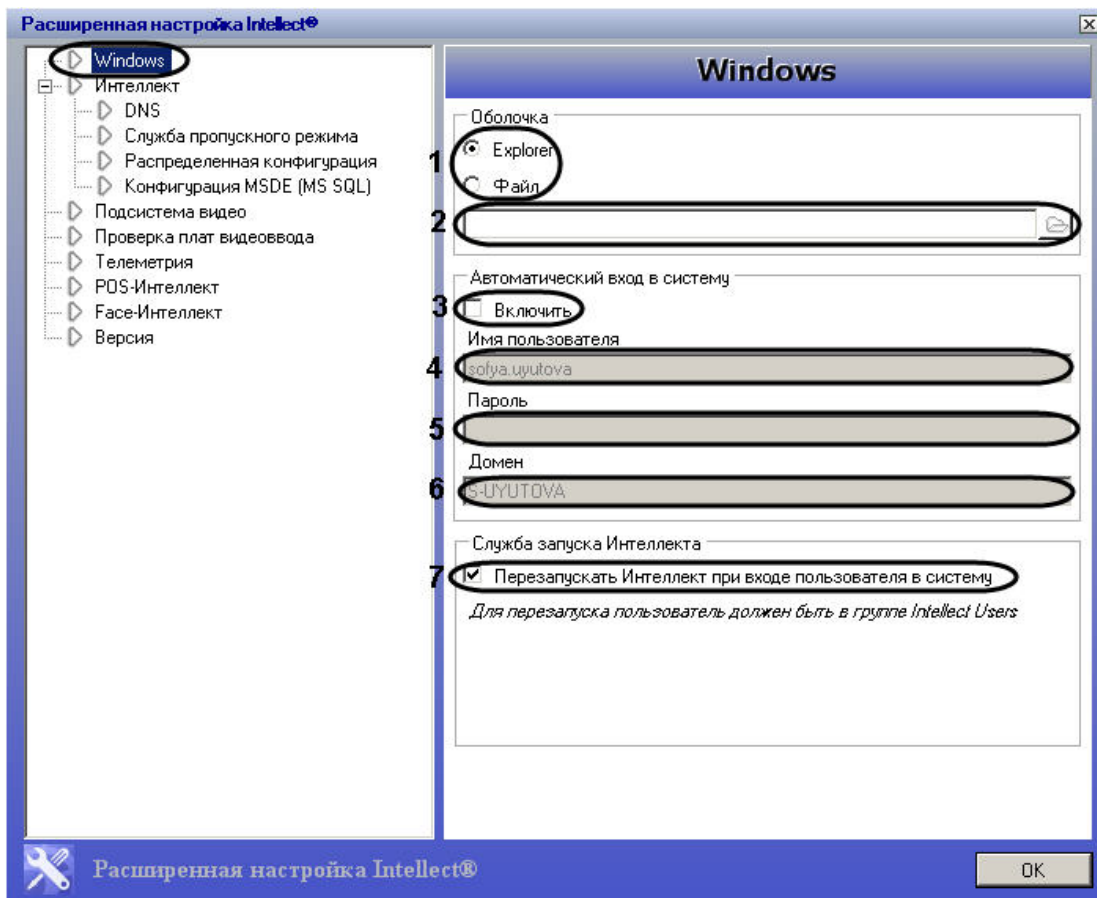 Расширенная настройка Intellect®
Windows
Интеллект
DNS
Служба пропускного режима
Распределенная конфигурация
Конфигурация MSDE (MS SQL)
Подсистема видео
Проверка плат видеоввода
Телеметрия
POS-Интеллект
Face-Интеллект
Версия
Windows
Оболочка
1
Explorer
Файл
2
Автоматический вход в систему
3
Включить
Имя пользователя
4
sofya.uyutova
Пароль
5
Домен
6
S-UYUTOVA
Служба запуска Интеллекта
7
Перезапускать Интеллект при входе пользователя в систему
Для перезапуска пользователь должен быть в группе Intellect Users
Расширенная настройка Intellect®
OK